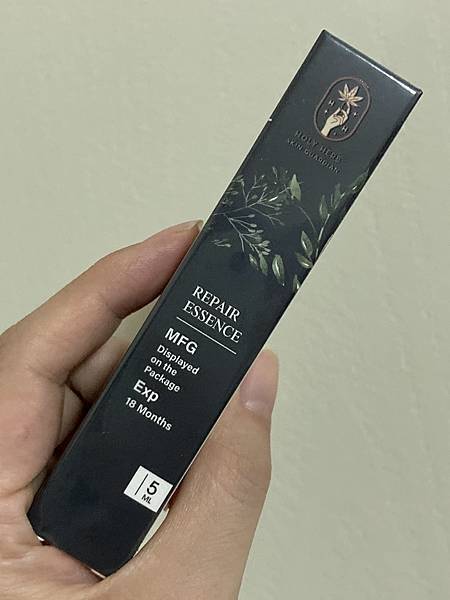 HOLY HERB
SKIN GUARDIAN
REPAIR
ESSENCE
MFG
Displayed
on the
Package
Exp
18 Months
5
ML